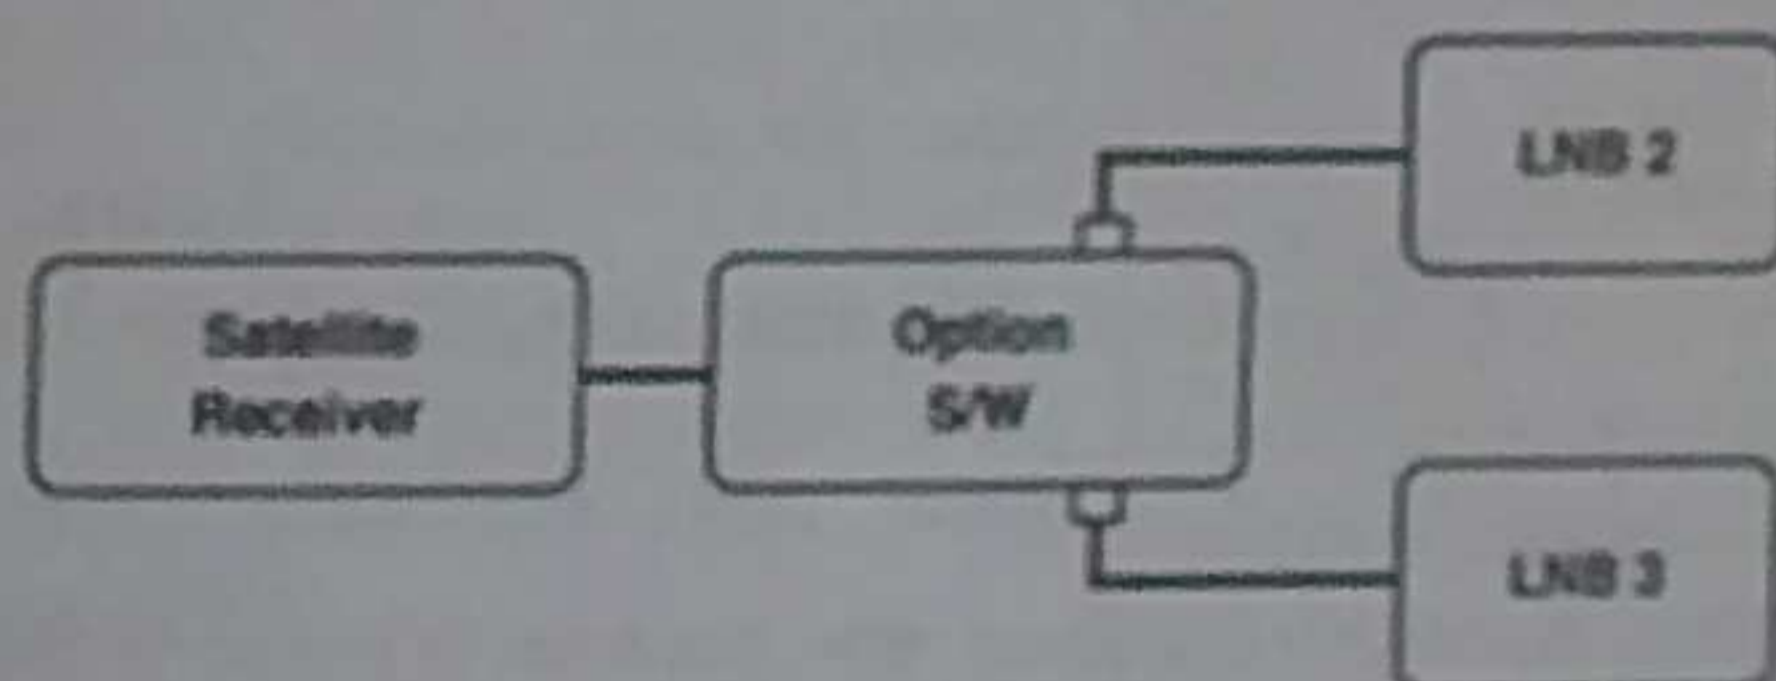 LNB 2
Satellite
Receiver
Option
S/W
LNB 3